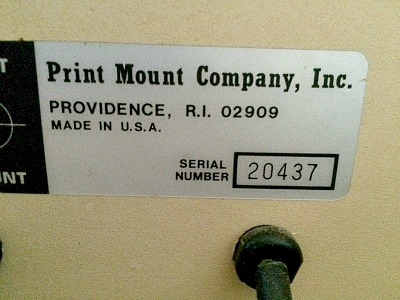 Print Mount Company, Inc.
PROVIDENCE, R.I. 02909
MADE IN U.S.A.
SERIAL
NUMBER 20437